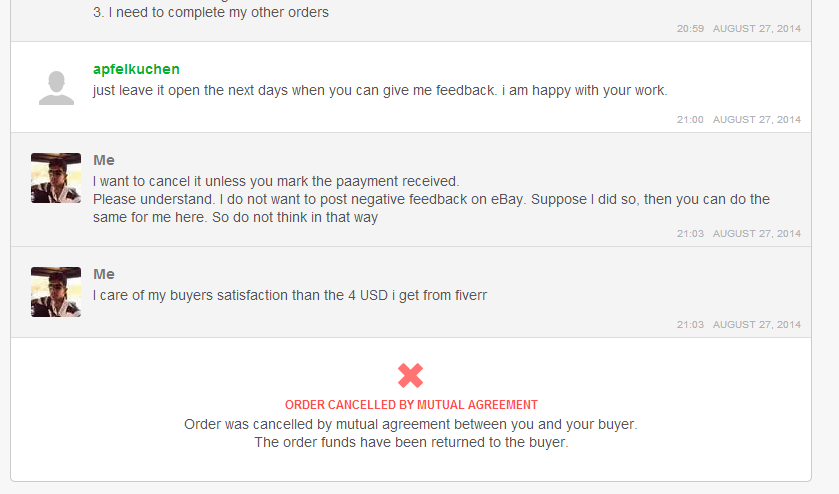 3. I need to complete my other orders
20:59 AUGUST 27, 2014
apfelkuchen
just leave it open the next days when you can give me feedback. i am happy with your work.
21:00 AUGUST 27, 2014
Me
I want to cancel it unless you mark the paayment received.
Please understand. I do not want to post negative feedback on eBay. Suppose I did so, then you can do the
same for me here. So do not think in that way
21:03 AUGUST 27, 2014
Me
I care of my buyers satisfaction than the 4 USD i get from fiverr
21:03 AUGUST 27, 2014
ORDER CANCELLED BY MUTUAL AGREEMENT
Order was cancelled by mutual agreement between you and your buyer.
The order funds have been returned to the buyer.